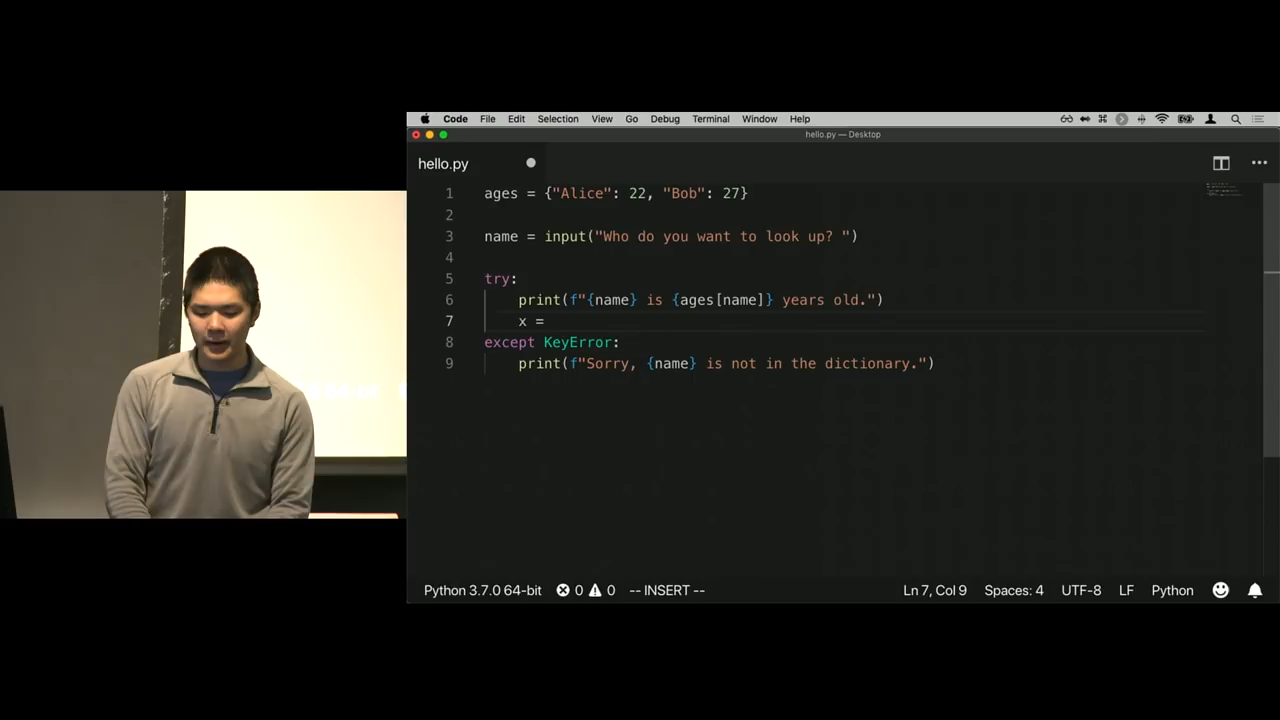 Code File Edit Selection View Go Debug Terminal Window Help
hello.py — Desktop
hello.py
1 ages = {"Alice": 22, "Bob": 27}
2
3 name = input("Who do you want to look up? ")
4
5 try:
6 print(f"{name} is {ages[name]} years old.")
7 x =
8 except KeyError:
9 print(f"Sorry, {name} is not in the dictionary.")
Python 3.7.0 64-bit 0 0 -- INSERT -- Ln 7, Col 9 Spaces: 4 UTF-8 LF Python